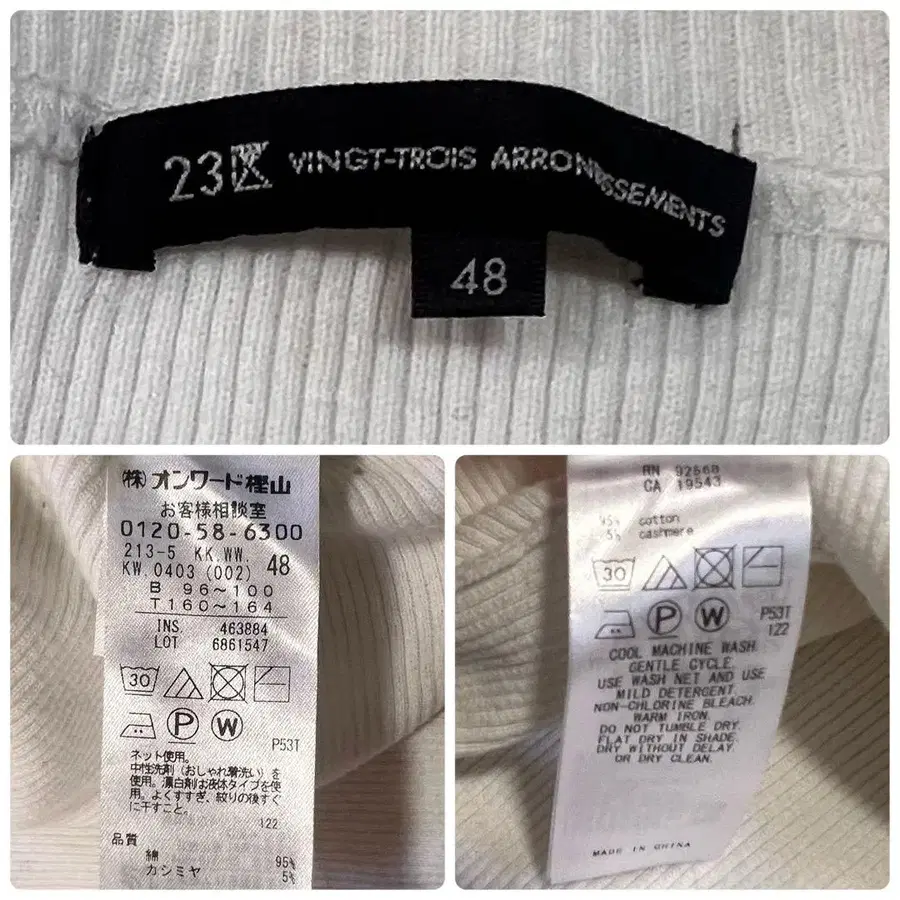 23区 VINGT-TROIS ARRONDISSEMENTS
48
㈱オンワード樫山
お客様相談室
0120-58-6300
213-5 KK WW
KW 0403 (002) 48
B 96~100
T 160~164
INS. 463884
LOT 6861547
30
P W
P53T
ネット使用。
中性洗剤（おしゃれ着洗い）を
使用。漂白剤は液体タイプを使
用。よくすすぎ、絞りの後すぐ
に干すこと。
122
品質
綿 95%
カシミヤ 5%
RN 92668
CA 19543
95% cotton
5% cashmere
30
P W
P53T
122
COOL MACHINE WASH.
GENTLE CYCLE.
USE WASH NET AND USE
MILD DETERGENT.
NON-CHLORINE BLEACH.
WARM IRON.
DO NOT TUMBLE DRY.
FLAT DRY IN SHADE.
DRY WITHOUT DELAY.
OR DRY CLEAN.
MADE IN CHINA